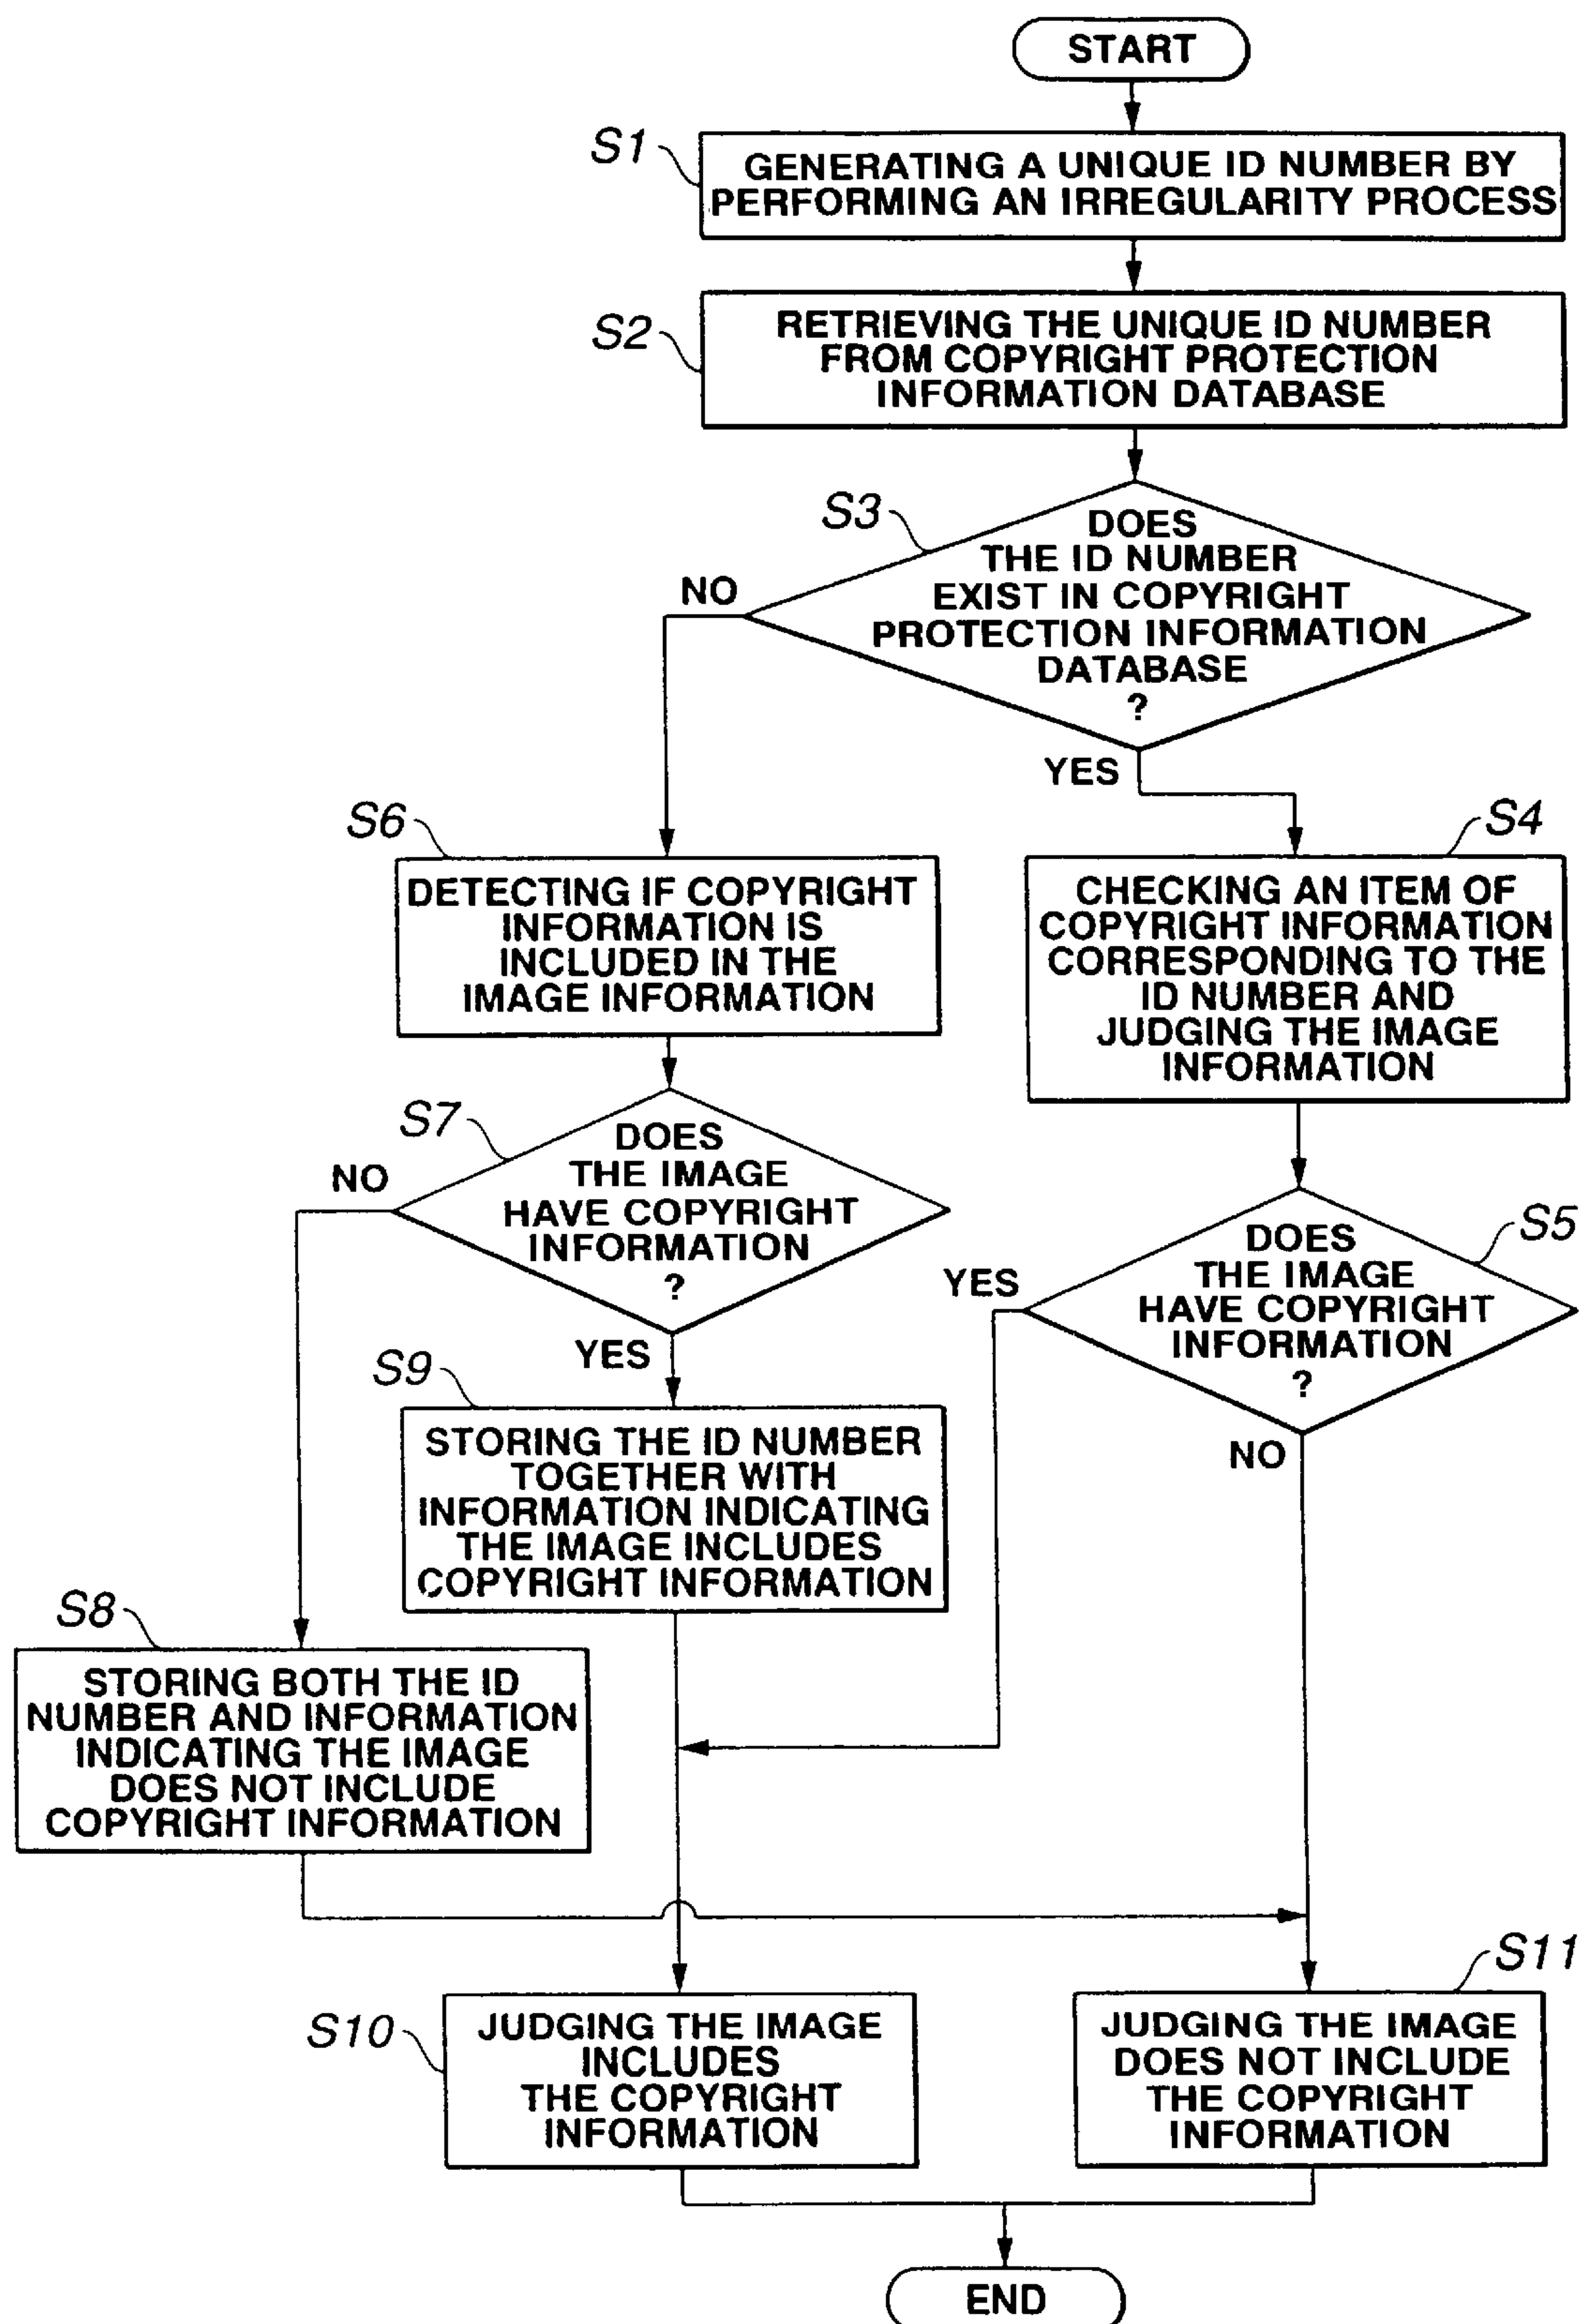 START
S1
GENERATING A UNIQUE ID NUMBER BY
PERFORMING AN IRREGULARITY PROCESS
S2
RETRIEVING THE UNIQUE ID NUMBER
FROM COPYRIGHT PROTECTION
INFORMATION DATABASE
S3
DOES
THE ID NUMBER
EXIST IN COPYRIGHT
PROTECTION INFORMATION
DATABASE
?
NO
YES
S6
DETECTING IF COPYRIGHT
INFORMATION IS
INCLUDED IN THE
IMAGE INFORMATION
S4
CHECKING AN ITEM OF
COPYRIGHT INFORMATION
CORRESPONDING TO THE
ID NUMBER AND
JUDGING THE IMAGE
INFORMATION
S7
DOES
THE IMAGE
HAVE COPYRIGHT
INFORMATION
?
NO
YES
S5
DOES
THE IMAGE
HAVE COPYRIGHT
INFORMATION
?
YES
NO
S9
STORING THE ID NUMBER
TOGETHER WITH
INFORMATION INDICATING
THE IMAGE INCLUDES
COPYRIGHT INFORMATION
S8
STORING BOTH THE ID
NUMBER AND INFORMATION
INDICATING THE IMAGE
DOES NOT INCLUDE
COPYRIGHT INFORMATION
S10
JUDGING THE IMAGE
INCLUDES
THE COPYRIGHT
INFORMATION
S11
JUDGING THE IMAGE
DOES NOT INCLUDE
THE COPYRIGHT
INFORMATION
END